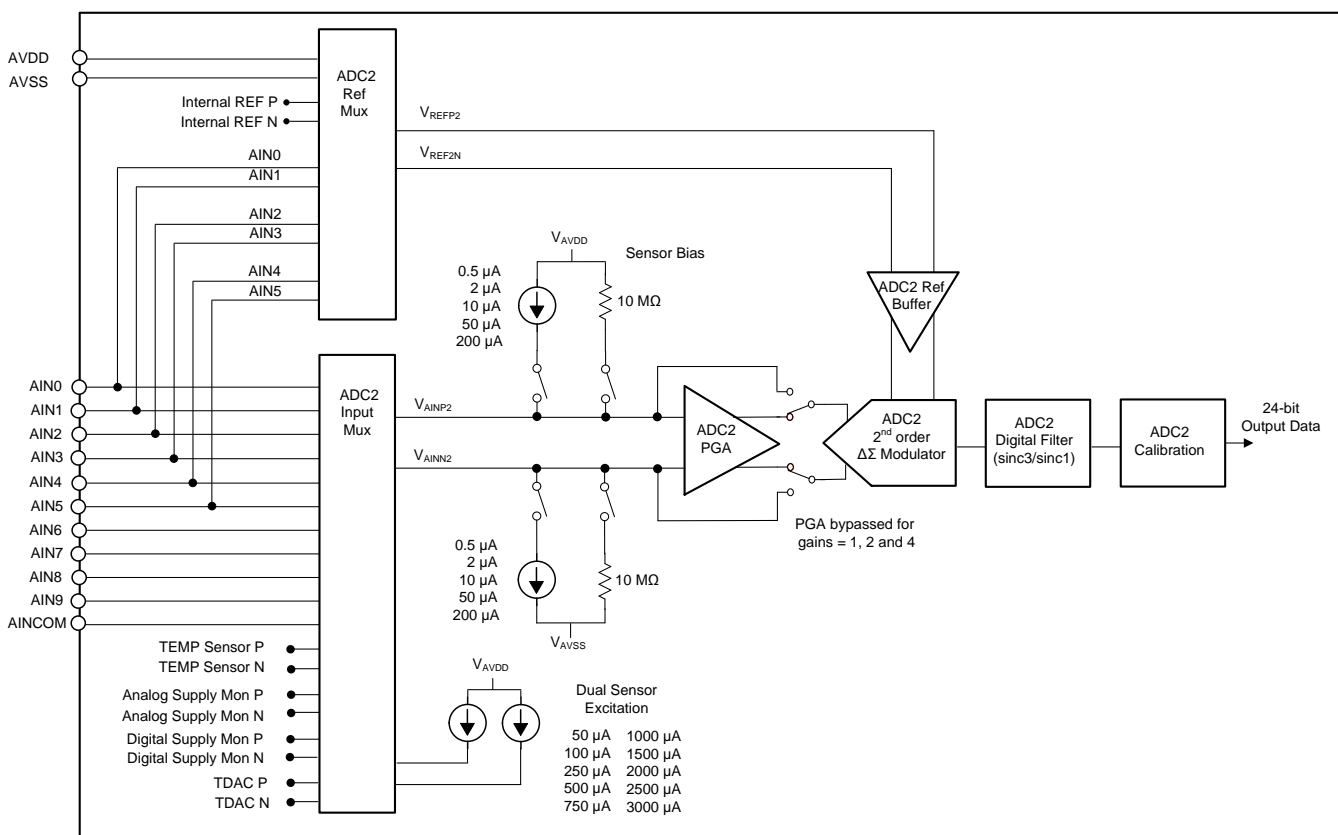 AVDD
AVSS
Internal REF P
Internal REF N
ADC2
Ref
Mux
AIN0
AIN1
AIN2
AIN3
AIN4
AIN5
VREFP2
VREF2N
VAVDD
Sensor Bias
0.5 µA
2 µA
10 µA
50 µA
200 µA
10 MΩ
ADC2 Ref
Buffer
AIN0
AIN1
AIN2
AIN3
AIN4
AIN5
AIN6
AIN7
AIN8
AIN9
AINCOM
ADC2
Input
Mux
VAINP2
VAINN2
ADC2
PGA
ADC2
2nd order
ΔΣ Modulator
ADC2
Digital Filter
(sinc3/sinc1)
ADC2
Calibration
24-bit
Output Data
PGA bypassed for
gains = 1, 2 and 4
0.5 µA
2 µA
10 µA
50 µA
200 µA
10 MΩ
VAVSS
TEMP Sensor P
TEMP Sensor N
Analog Supply Mon P
Analog Supply Mon N
Digital Supply Mon P
Digital Supply Mon N
TDAC P
TDAC N
VAVDD
Dual Sensor
Excitation
50 µA 1000 µA
100 µA 1500 µA
250 µA 2000 µA
500 µA 2500 µA
750 µA 3000 µA